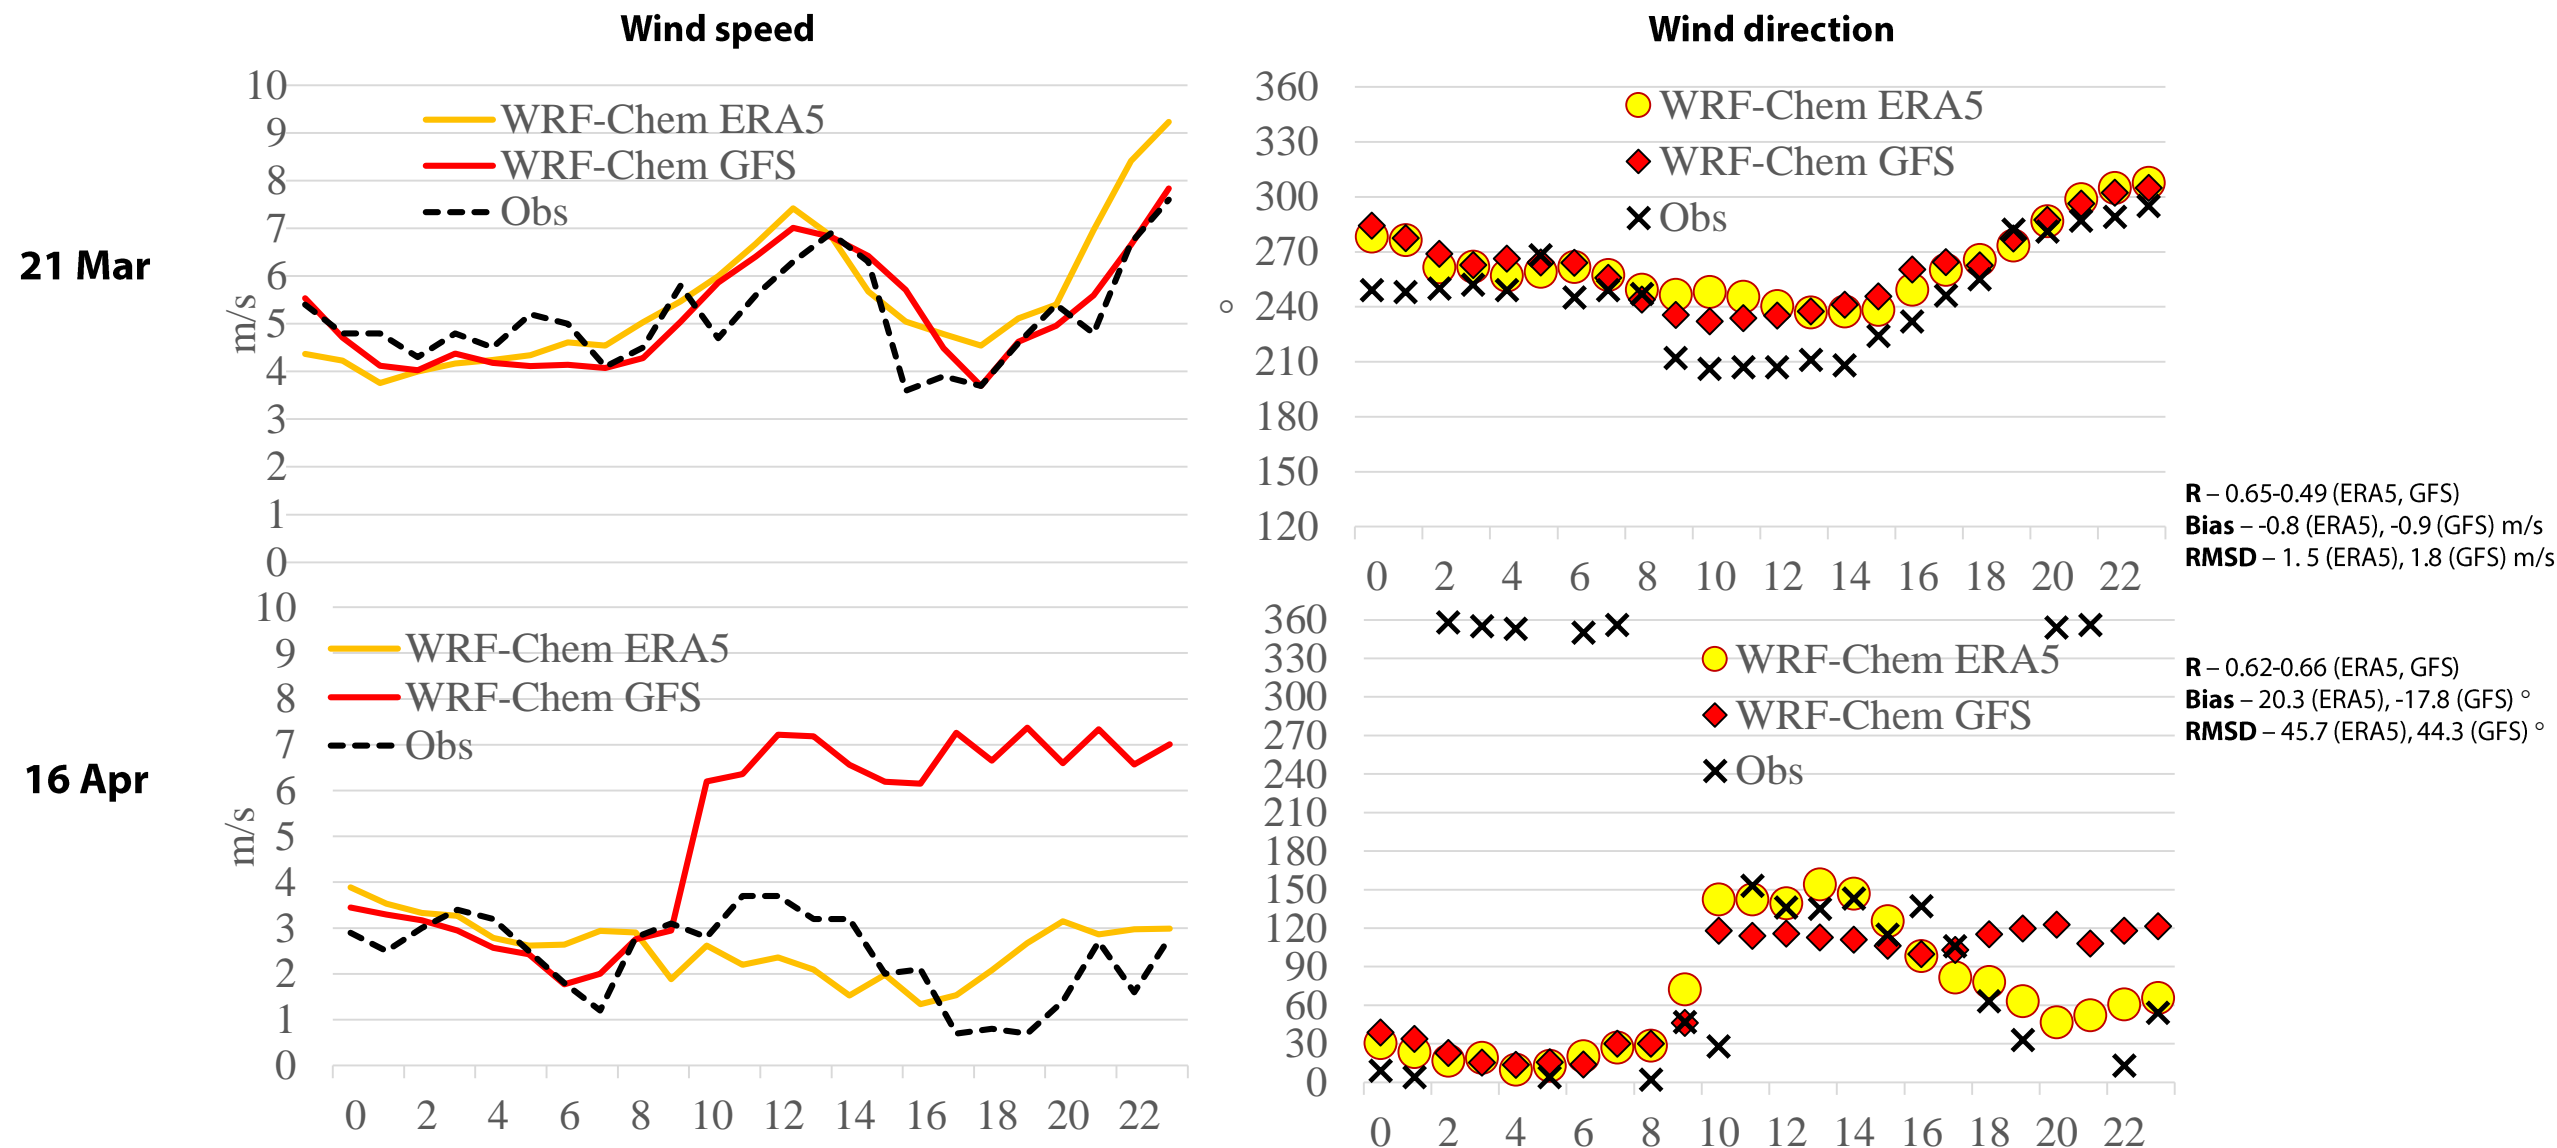 Wind speed
Wind direction
21 Mar
10
9
8
7
6
5
4
3
2
1
0
m/s
WRF-Chem ERA5
WRF-Chem GFS
Obs
360
330
300
270
240
210
180
150
120
°
WRF-Chem ERA5
WRF-Chem GFS
Obs
0 2 4 6 8 10 12 14 16 18 20 22
R – 0.65-0.49 (ERA5, GFS)
Bias – -0.8 (ERA5), -0.9 (GFS) m/s
RMSD – 1. 5 (ERA5), 1.8 (GFS) m/s
16 Apr
10
9
8
7
6
5
4
3
2
1
0
m/s
WRF-Chem ERA5
WRF-Chem GFS
Obs
0 2 4 6 8 10 12 14 16 18 20 22
360
330
300
270
240
210
180
150
120
90
60
30
0
WRF-Chem ERA5
WRF-Chem GFS
Obs
0 2 4 6 8 10 12 14 16 18 20 22
R – 0.62-0.66 (ERA5, GFS)
Bias – 20.3 (ERA5), -17.8 (GFS) °
RMSD – 45.7 (ERA5), 44.3 (GFS) °